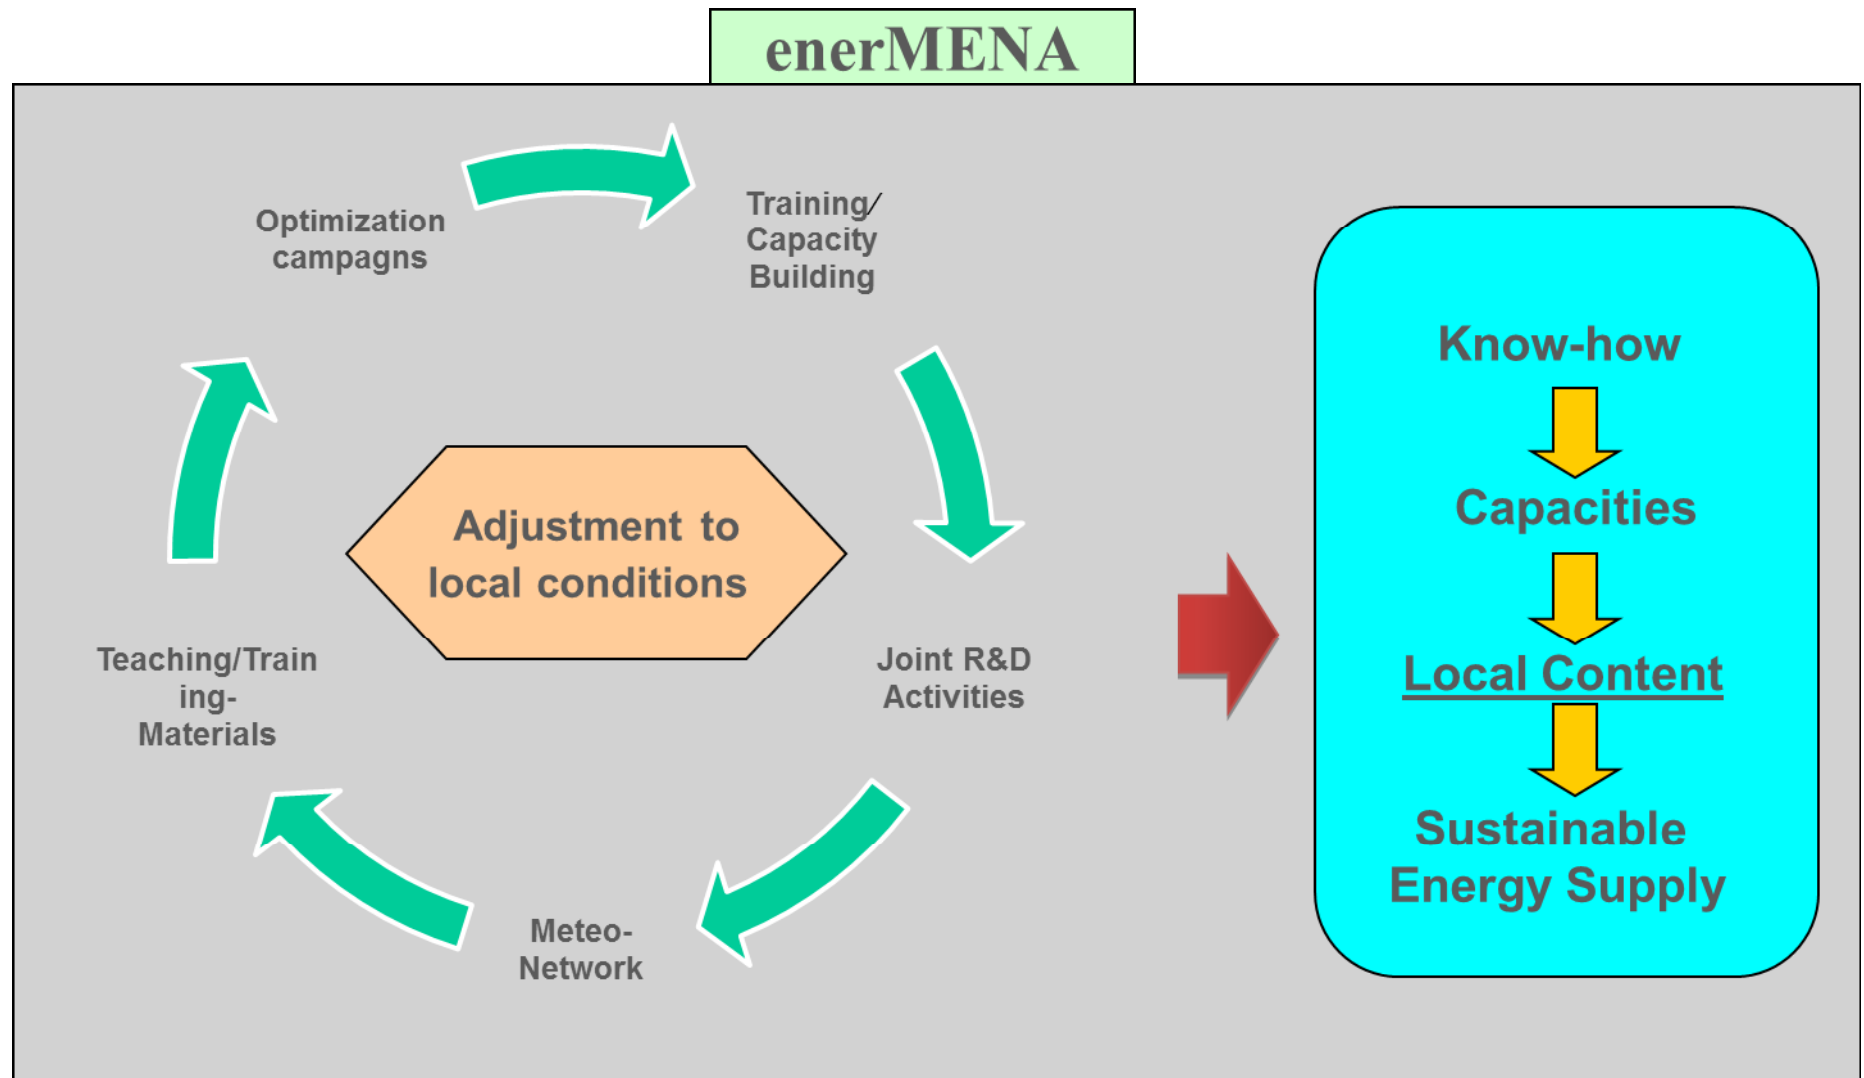 enerMENA
Optimization
campagns
Training/
Capacity
Building
Adjustment to
local conditions
Teaching/Train
ing-
Materials
Joint R&D
Activities
Meteo-
Network
Know-how
Capacities
Local Content
Sustainable
Energy Supply